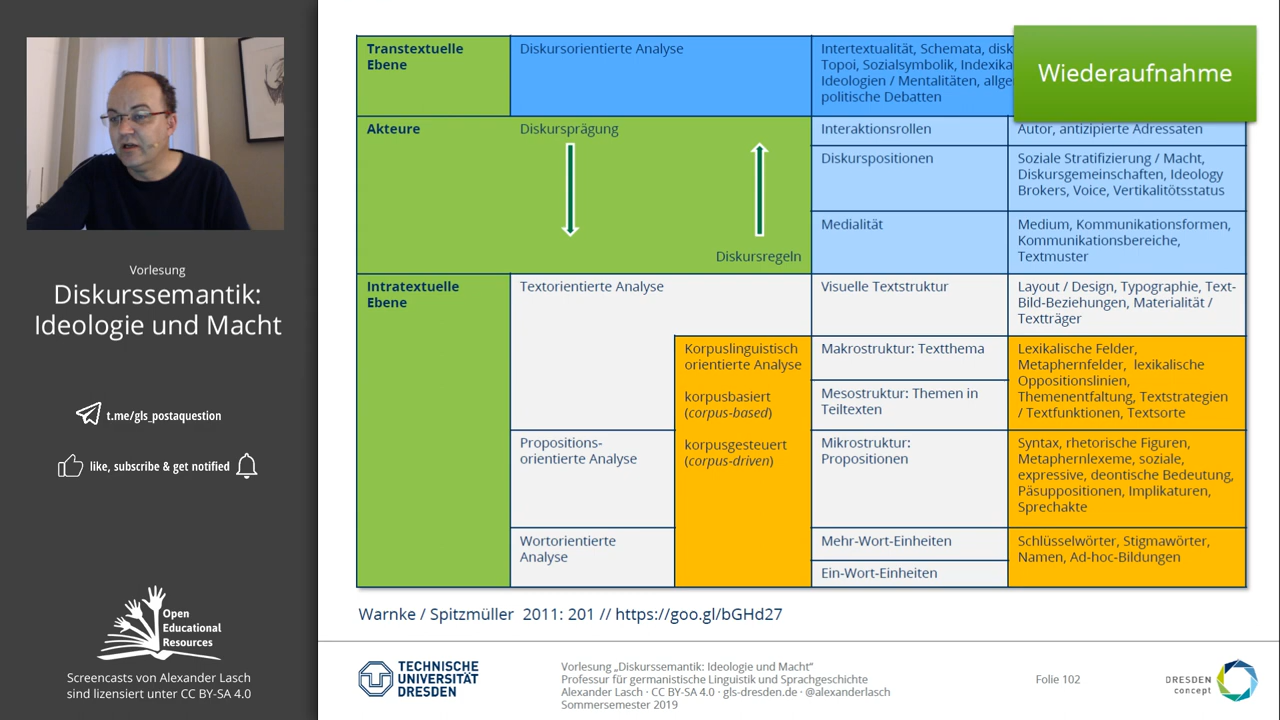 Vorlesung
Diskurssemantik:
Ideologie und Macht
t.me/gls_postaquestion
like, subscribe & get notified
Open
Educational
Resources
Screencasts von Alexander Lasch
sind lizensiert unter CC BY-SA 4.0
Transtextuelle
Ebene
Diskursorientierte Analyse
Intertextualität, Schemata, disk
Topoi, Sozialsymbolik, Indexika
Ideologien / Mentalitäten, allge
politische Debatten
Wiederaufnahme
Akteure
Diskursprägung
Diskursregeln
Interaktionsrollen
Autor, antizipierte Adressaten
Diskurspositionen
Soziale Stratifizierung / Macht,
Diskursgemeinschaften, Ideology
Brokers, Voice, Vertikalitötsstatus
Medialität
Medium, Kommunikationsformen,
Kommunikationsbereiche,
Textmuster
Intratextuelle
Ebene
Textorientierte Analyse
Visuelle Textstruktur
Layout / Design, Typographie, Text-
Bild-Beziehungen, Materialität /
Textträger
Korpuslinguistisch
orientierte Analyse
korpusbasiert
(corpus-based)
korpusgesteuert
(corpus-driven)
Makrostruktur: Textthema
Mesostruktur: Themen in
Teiltexten
Lexikalische Felder,
Metaphernfelder, lexikalische
Oppositionslinien,
Themenentfaltung, Textstrategien
/ Textfunktionen, Textsorte
Propositions-
orientierte Analyse
Mikrostruktur:
Propositionen
Syntax, rhetorische Figuren,
Metaphernlexeme, soziale,
expressive, deontische Bedeutung,
Päsuppositionen, Implikaturen,
Sprechakte
Wortorientierte
Analyse
Mehr-Wort-Einheiten
Ein-Wort-Einheiten
Schlüsselwörter, Stigmawörter,
Namen, Ad-hoc-Bildungen
Warnke / Spitzmüller 2011: 201 // https://goo.gl/bGHd27
TECHNISCHE
UNIVERSITÄT
DRESDEN
Vorlesung „Diskurssemantik: Ideologie und Macht“
Professur für germanistische Linguistik und Sprachgeschichte
Alexander Lasch · CC BY-SA 4.0 · gls-dresden.de · @alexanderlasch
Sommersemester 2019
Folie 102
DRESDEN
concept